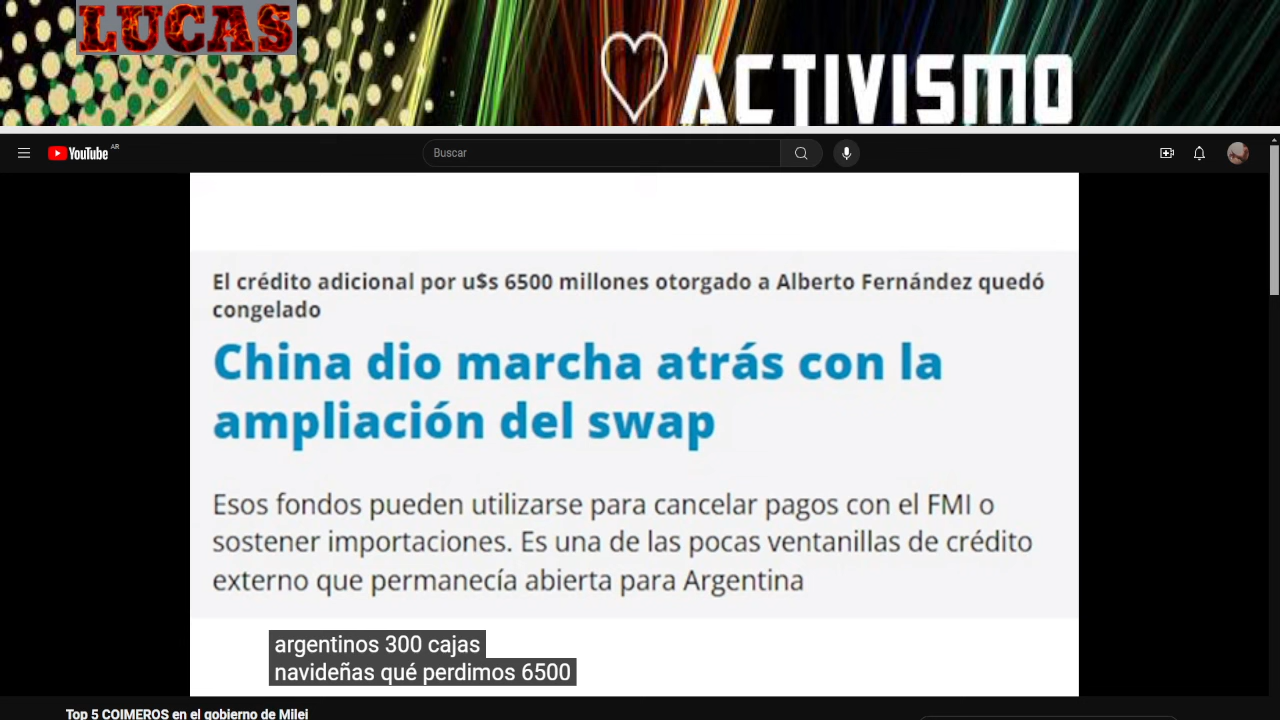 LUCAS
ACTIVISMO
YouTube AR
Buscar
El crédito adicional por u$s 6500 millones otorgado a Alberto Fernández quedó
congelado
China dio marcha atrás con la
ampliación del swap
Esos fondos pueden utilizarse para cancelar pagos con el FMI o
sostener importaciones. Es una de las pocas ventanillas de crédito
externo que permanecía abierta para Argentina
argentinos 300 cajas
navideñas qué perdimos 6500
Top 5 COIMEROS en el gobierno de Milei